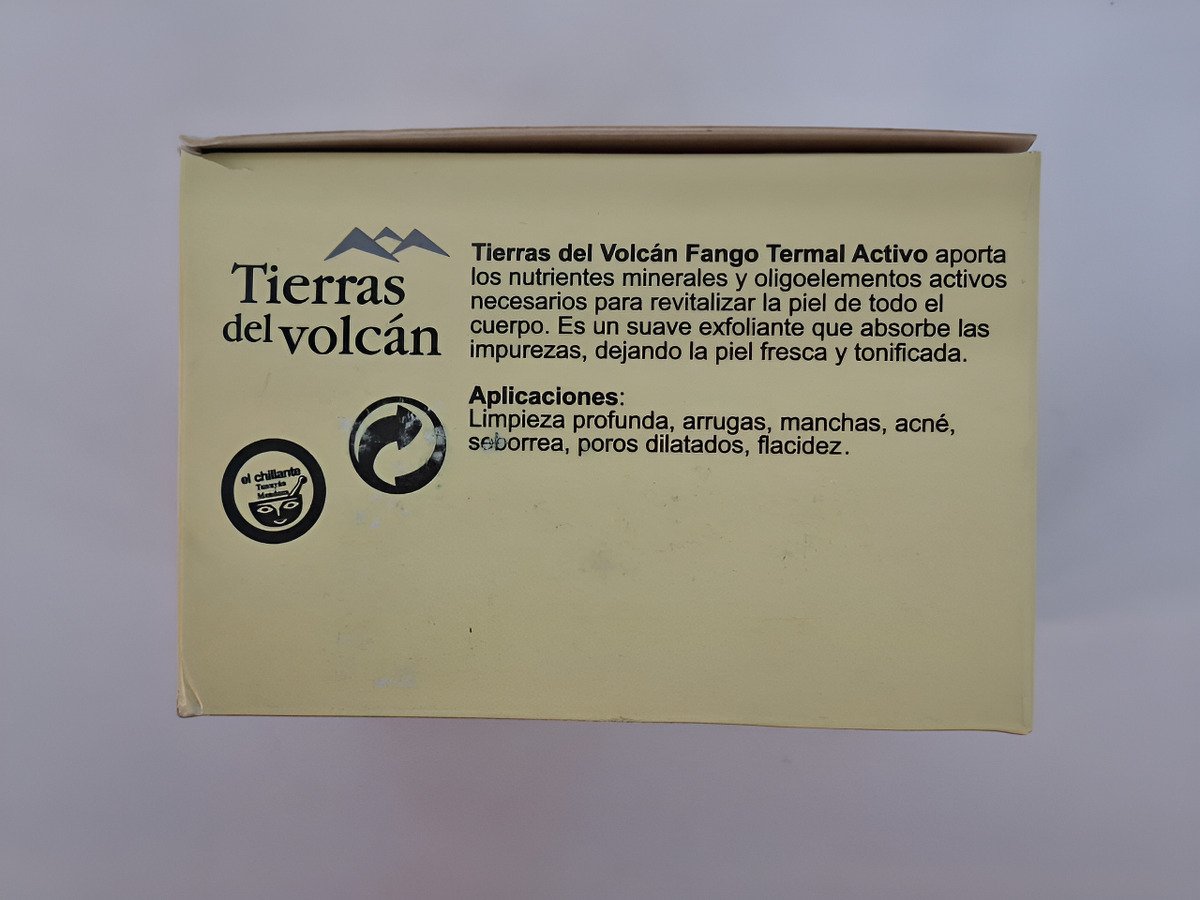 Tierras
del volcán
Tierras del Volcán Fango Termal Activo aporta
los nutrientes minerales y oligoelementos activos
necesarios para revitalizar la piel de todo el
cuerpo. Es un suave exfoliante que absorbe las
impurezas, dejando la piel fresca y tonificada.
Aplicaciones:
Limpieza profunda, arrugas, manchas, acné,
seborrea, poros dilatados, flacidez.
el chillante
Tunuyán
Mendoza